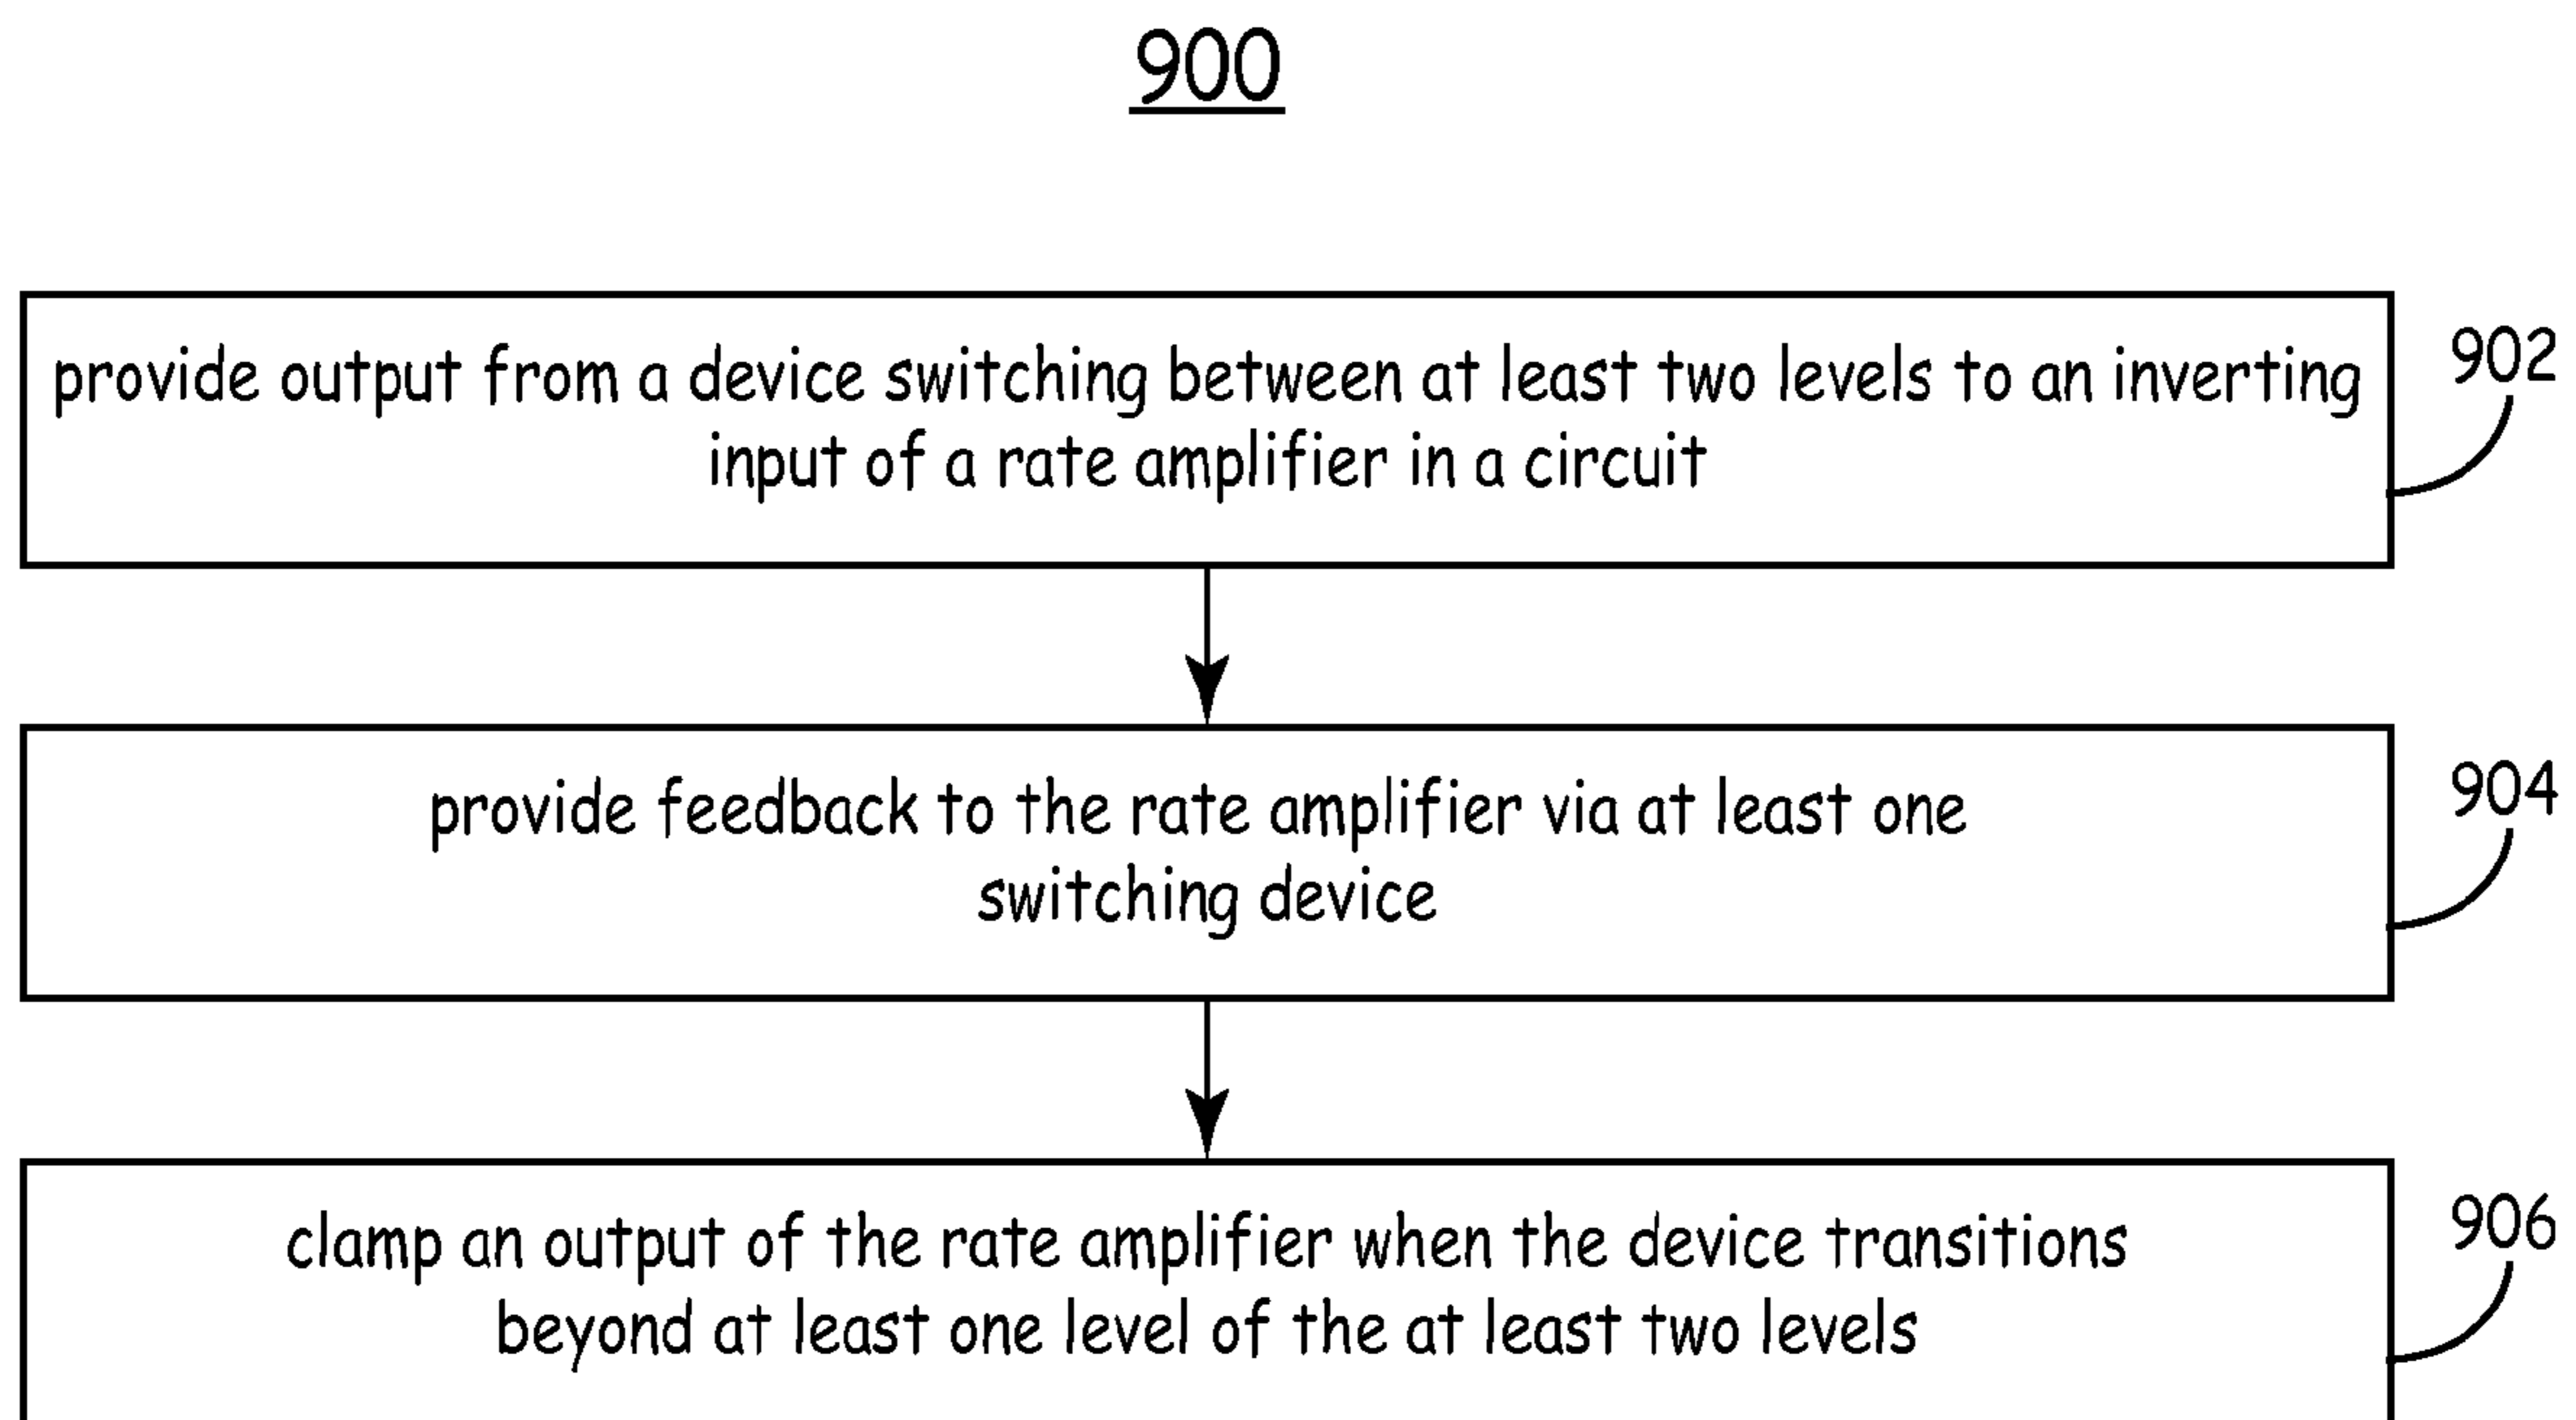 900
provide output from a device switching between at least two levels to an inverting
input of a rate amplifier in a circuit
902
provide feedback to the rate amplifier via at least one
switching device
904
clamp an output of the rate amplifier when the device transitions
beyond at least one level of the at least two levels
906